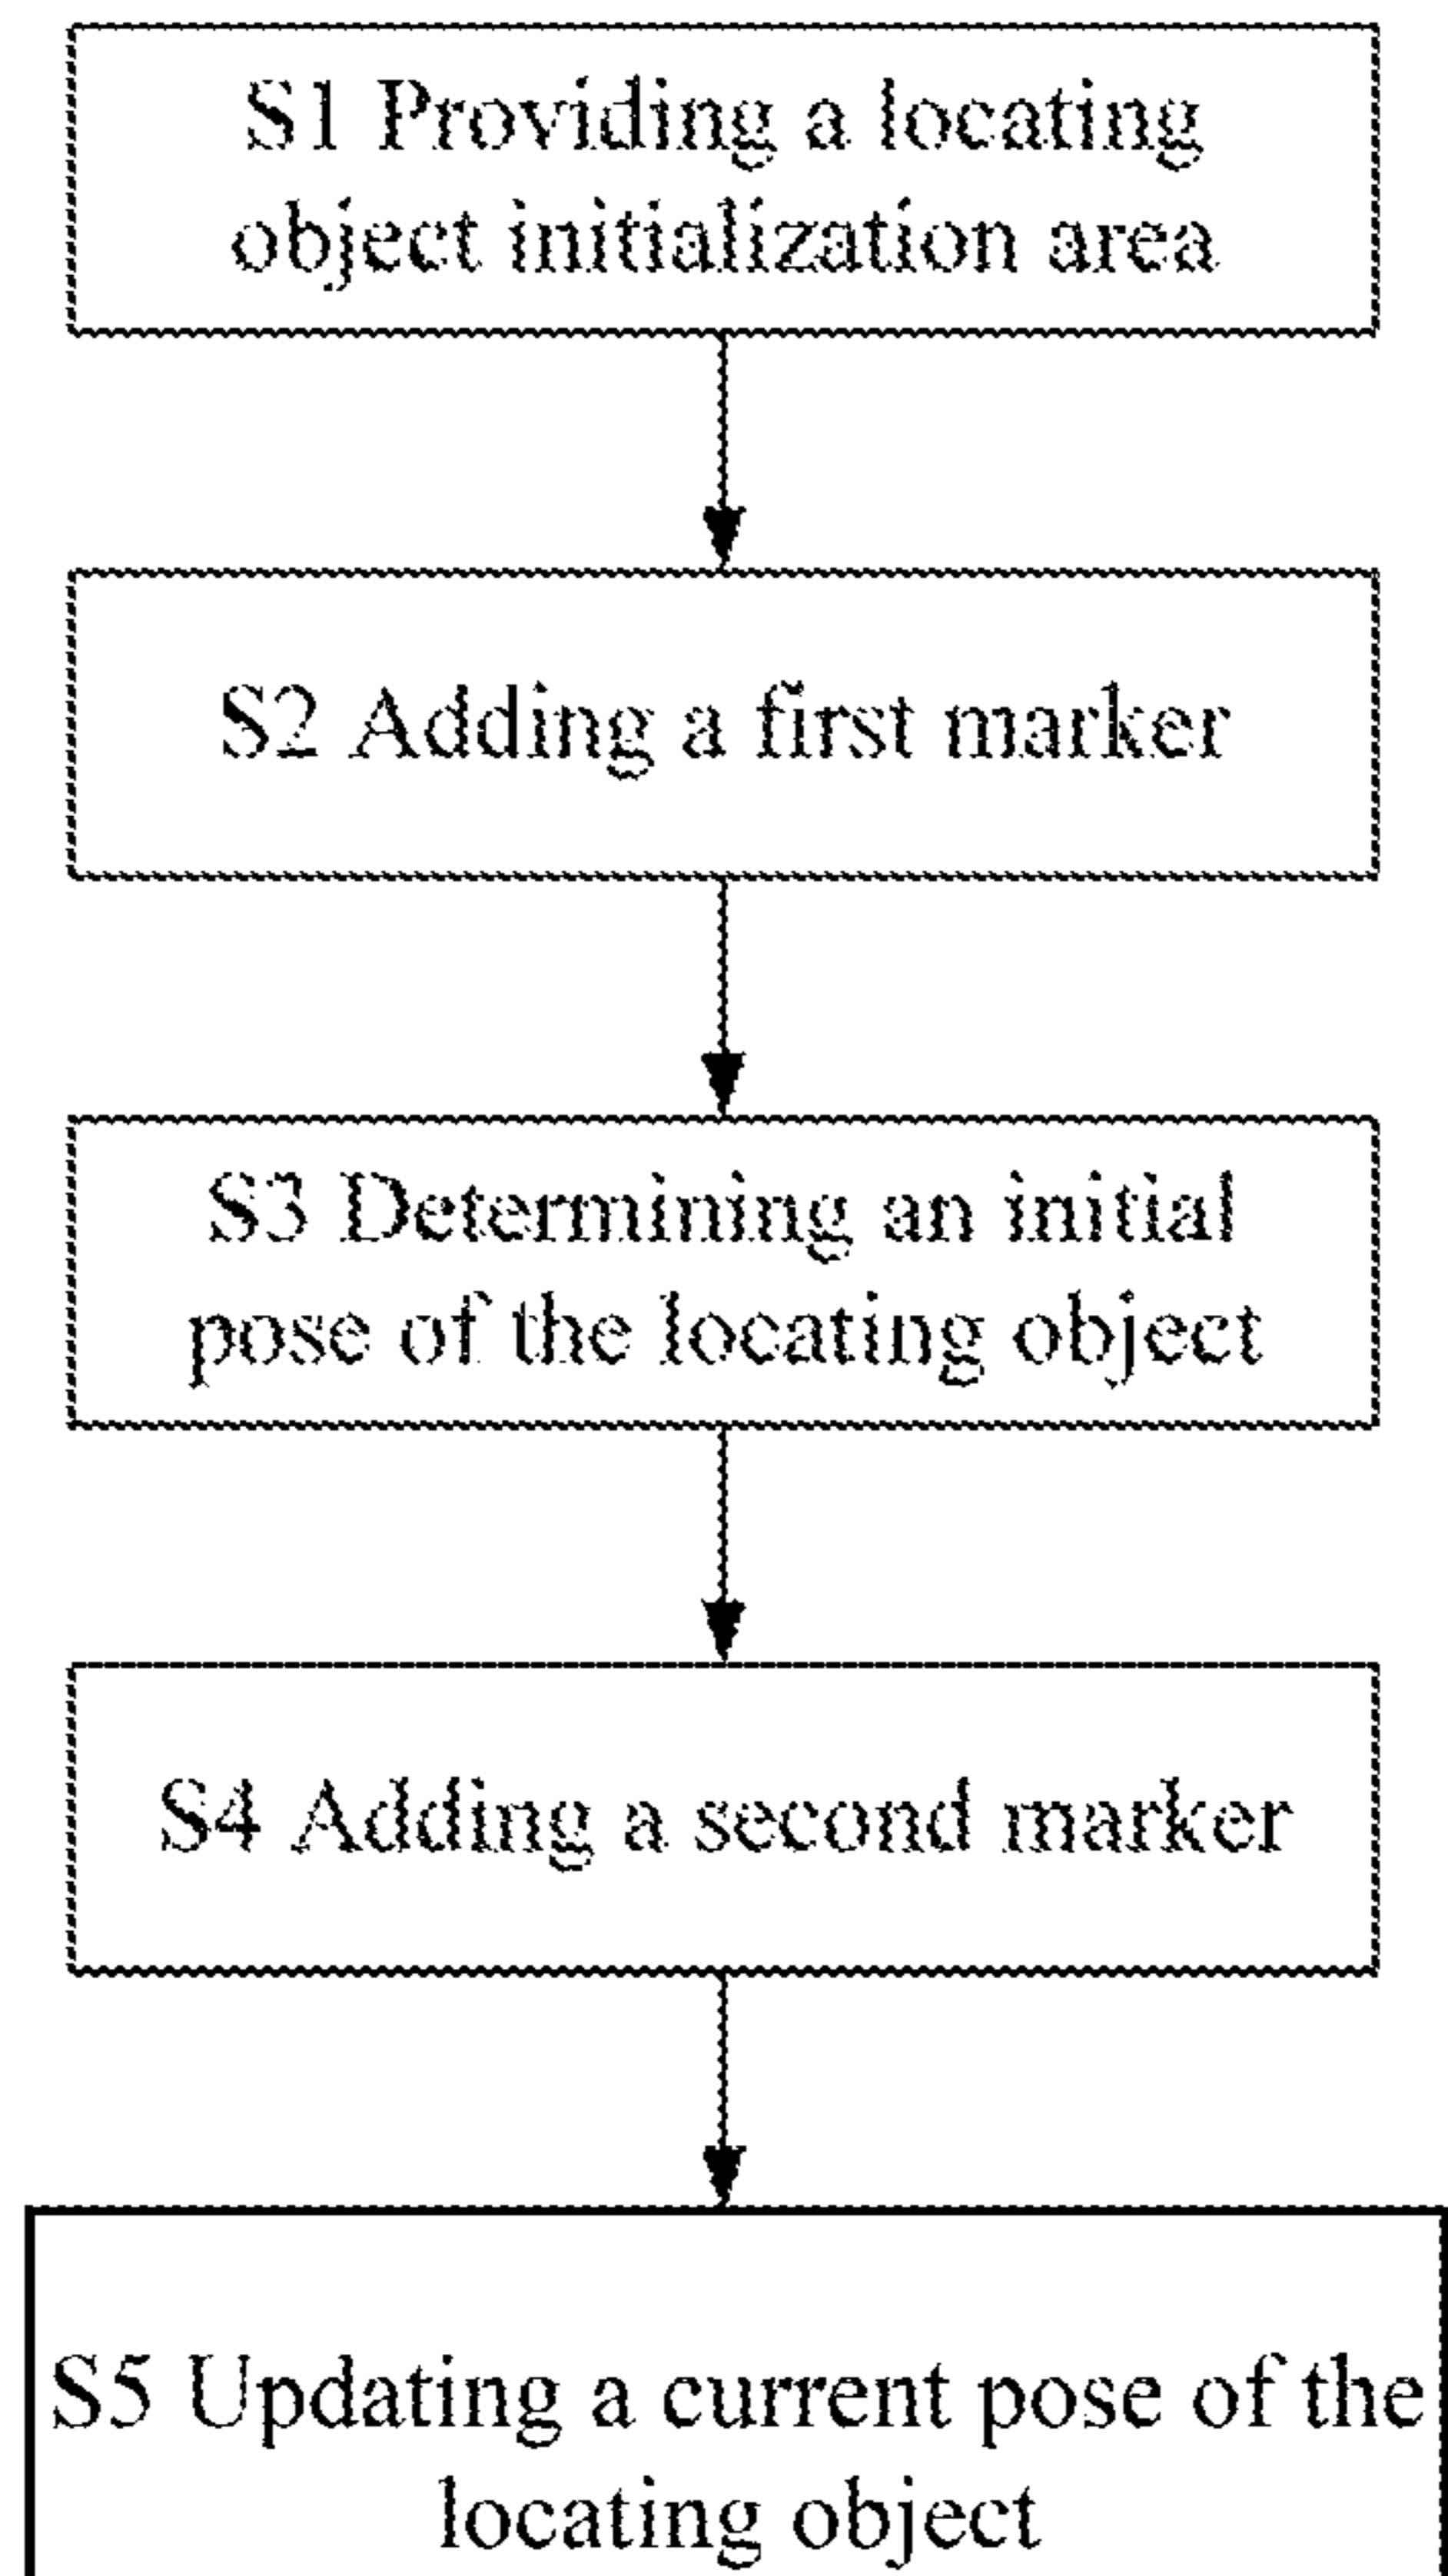 S1 Providing a locating
object initialization area
S2 Adding a first marker
S3 Determining an initial
pose of the locating object
S4 Adding a second marker
S5 Updating a current pose of the
locating object